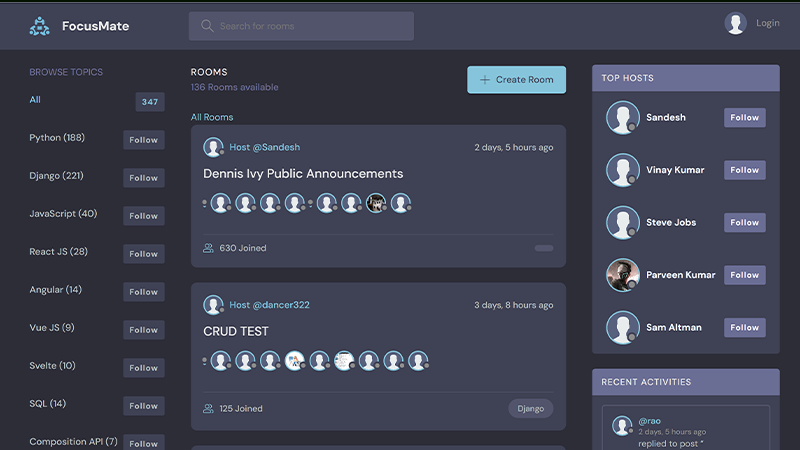 FocusMate
Search for rooms
Login
BROWSE TOPICS
All 347
Python (188) Follow
Django (221) Follow
JavaScript (40) Follow
React JS (28) Follow
Angular (14) Follow
Vue JS (9) Follow
Svelte (10) Follow
SQL (14) Follow
Composition API (7) Follow
ROOMS
136 Rooms available
Create Room
All Rooms
Host @Sandesh 2 days, 5 hours ago
Dennis Ivy Public Announcements
630 Joined
Host @dancer322 3 days, 8 hours ago
CRUD TEST
125 Joined Django
TOP HOSTS
Sandesh Follow
Vinay Kumar Follow
Steve Jobs Follow
Parveen Kumar Follow
Sam Altman Follow
RECENT ACTIVITIES
@rao
2 days, 5 hours ago
replied to post “